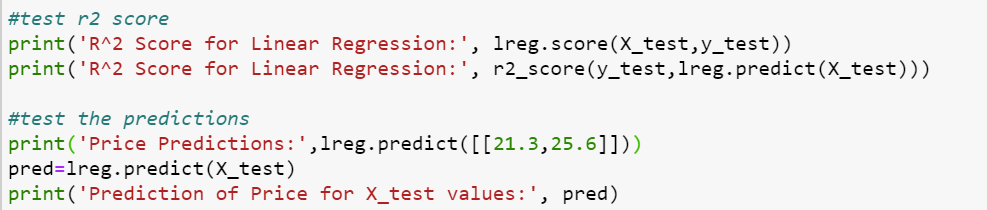 #test r2 score
print('R^2 Score for Linear Regression:', lreg.score(X_test,y_test))
print('R^2 Score for Linear Regression:', r2_score(y_test,lreg.predict(X_test)))
#test the predictions
print('Price Predictions:',lreg.predict([[21.3,25.6]]))
pred=lreg.predict(X_test)
print('Prediction of Price for X_test values:', pred)